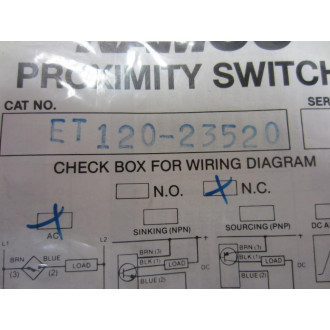 PROXIMITY SWITCH
CAT NO. SER
ET120-23520
CHECK BOX FOR WIRING DIAGRAM
N.O. N.C.
AC SINKING (NPN) SOURCING (PNP) DC
L1 L2 + - + -
BRN (2) BLUE (3) LOAD
BRN (3) BLK (1) LOAD BLUE (2) DC
BRN (3) BLK (1) LOAD BLUE (2) DC